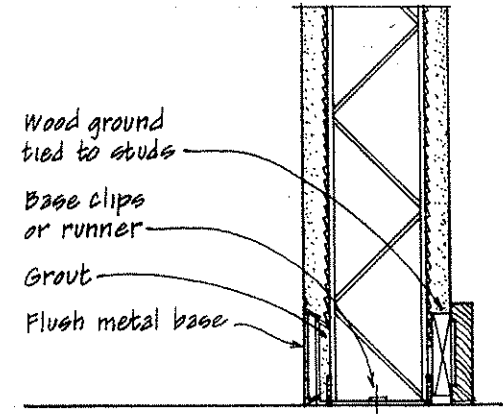 Wood ground
tied to studs
Base clips
or runner
Grout
Flush metal base